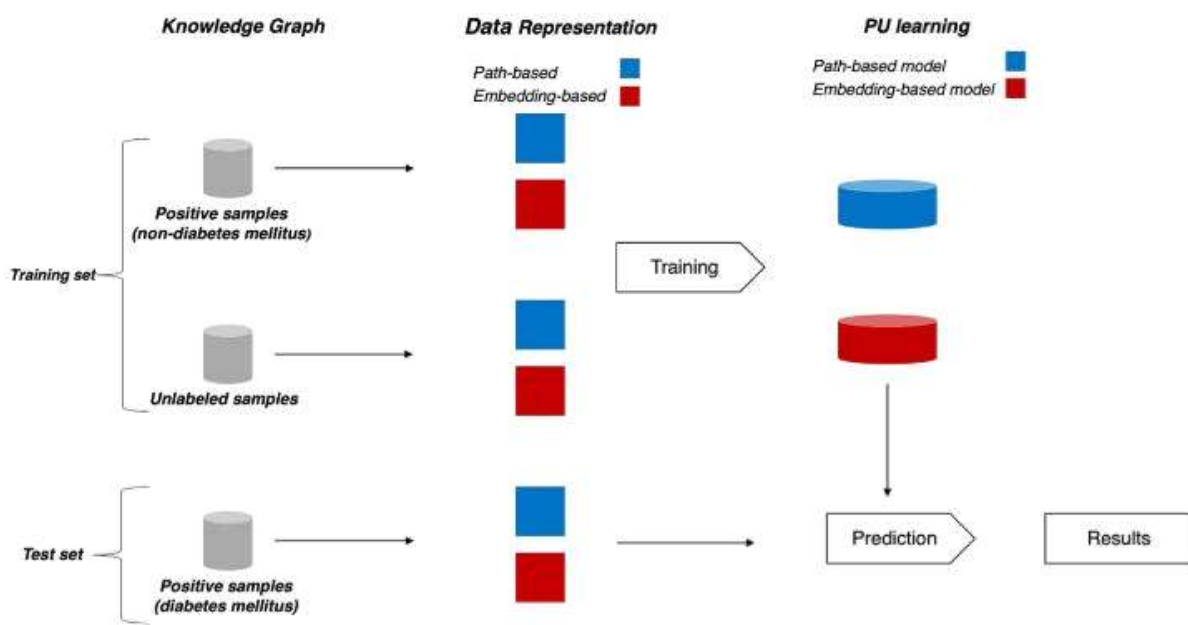 Knowledge Graph
Data Representation
PU learning
Path-based
Embedding-based
Path-based model
Embedding-based model
Positive samples
(non-diabetes mellitus)
Training set
Training
Unlabeled samples
Test set
Positive samples
(diabetes mellitus)
Prediction
Results